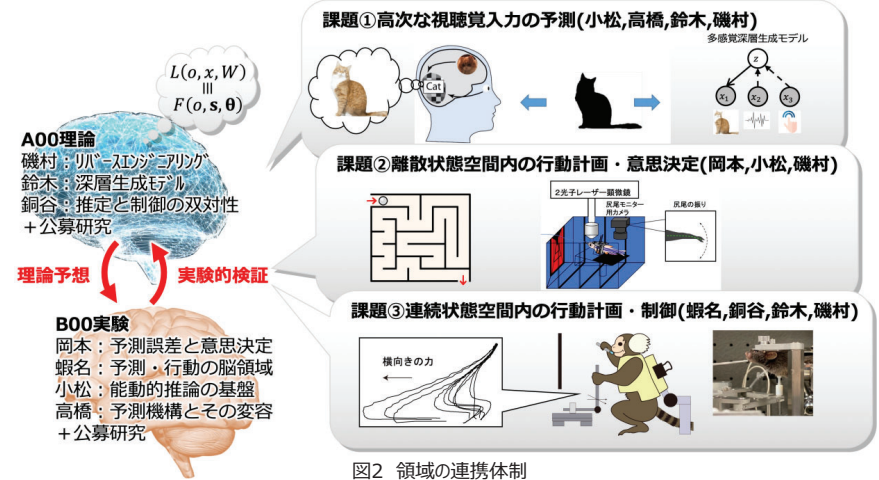 L(o, x, W)
III
F(o, s, θ)
A00理論
磯村：ﾘﾊﾞｰｽｴﾝｼﾞﾆｱﾘﾝｸﾞ
鈴木：深層生成ﾓﾃﾞﾙ
銅谷：推定と制御の双対性
＋公募研究
理論予想
実験的検証
B00実験
岡本：予測誤差と意思決定
蝦名：予測・行動の脳領域
小松：能動的推論の基盤
高橋：予測機構とその変容
＋公募研究
課題①高次な視聴覚入力の予測(小松,高橋,鈴木,磯村)
Cat
多感覚深層生成モデル
z
x1 x2 x3
課題②離散状態空間内の行動計画・意思決定(岡本,小松,磯村)
2光子レーザー顕微鏡
尻尾モニター
用カメラ
尻尾の振り
課題③連続状態空間内の行動計画・制御(蝦名,銅谷,鈴木,磯村)
横向きの力
図2 領域の連携体制